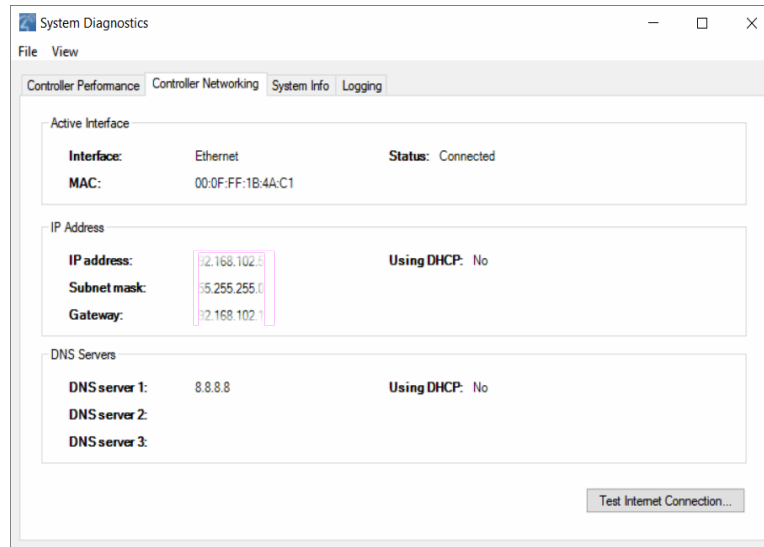 System Diagnostics
File View
Controller Performance Controller Networking System Info Logging
Active Interface
Interface: Ethernet Status: Connected
MAC: 00:0F:FF:1B:4A:C1
IP Address
IP address: Using DHCP: No
Subnet mask:
Gateway:
DNS Servers
DNS server 1: 8.8.8.8 Using DHCP: No
DNS server 2:
DNS server 3:
Test Internet Connection...